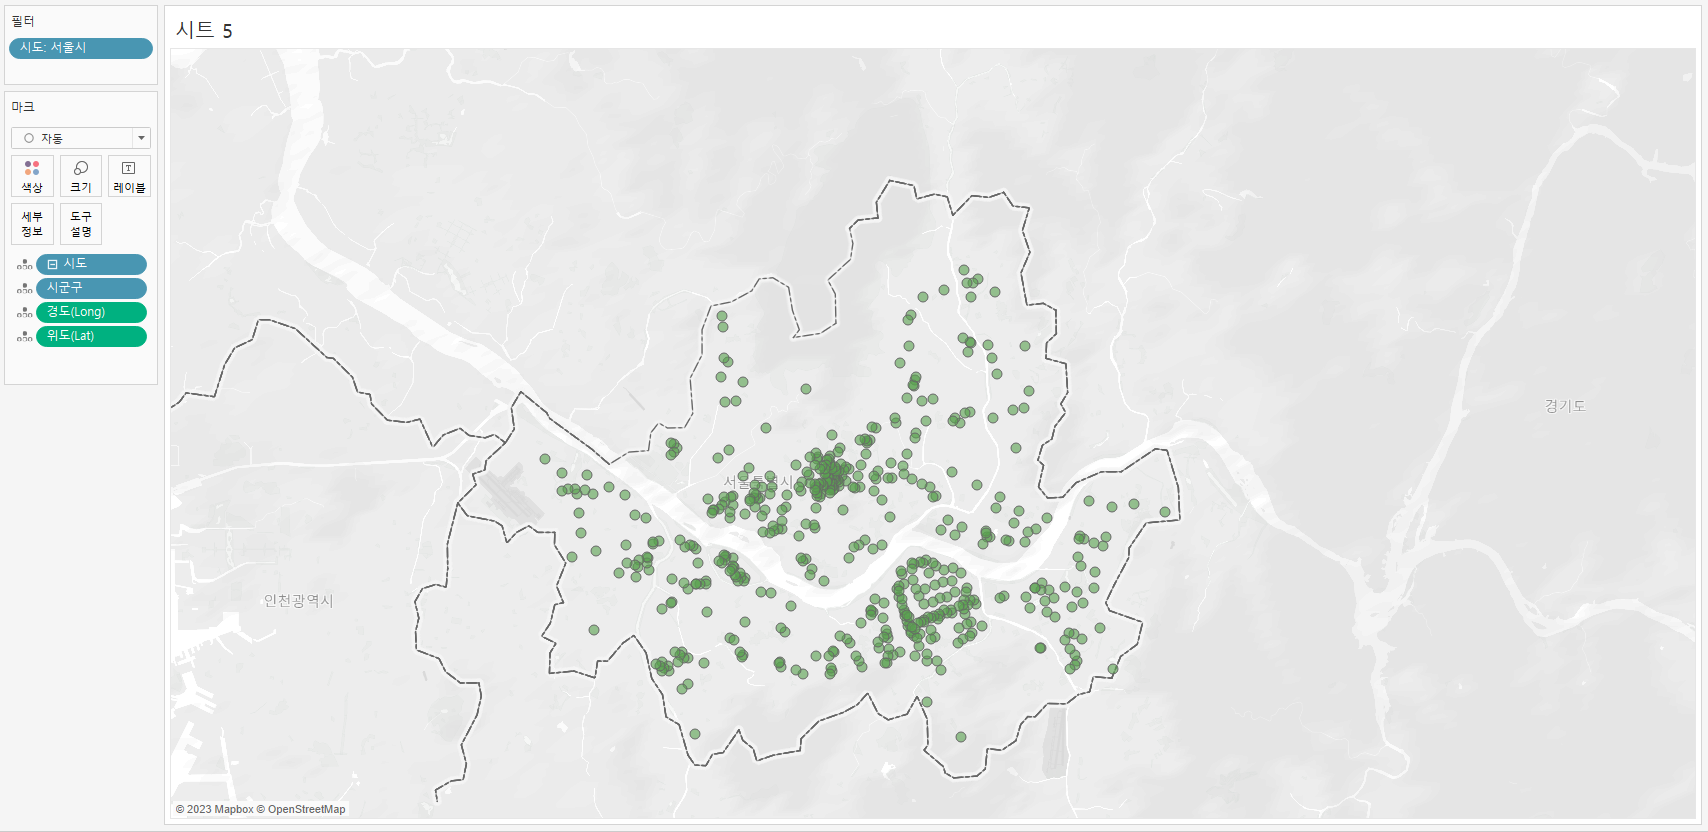 필터
시도: 서울시
마크
자동
색상
크기
레이블
세부
정보
도구
설명
시도
시군구
경도(Long)
위도(Lat)
시트 5
경기도
서울특별시
인천광역시
© 2023 Mapbox © OpenStreetMap